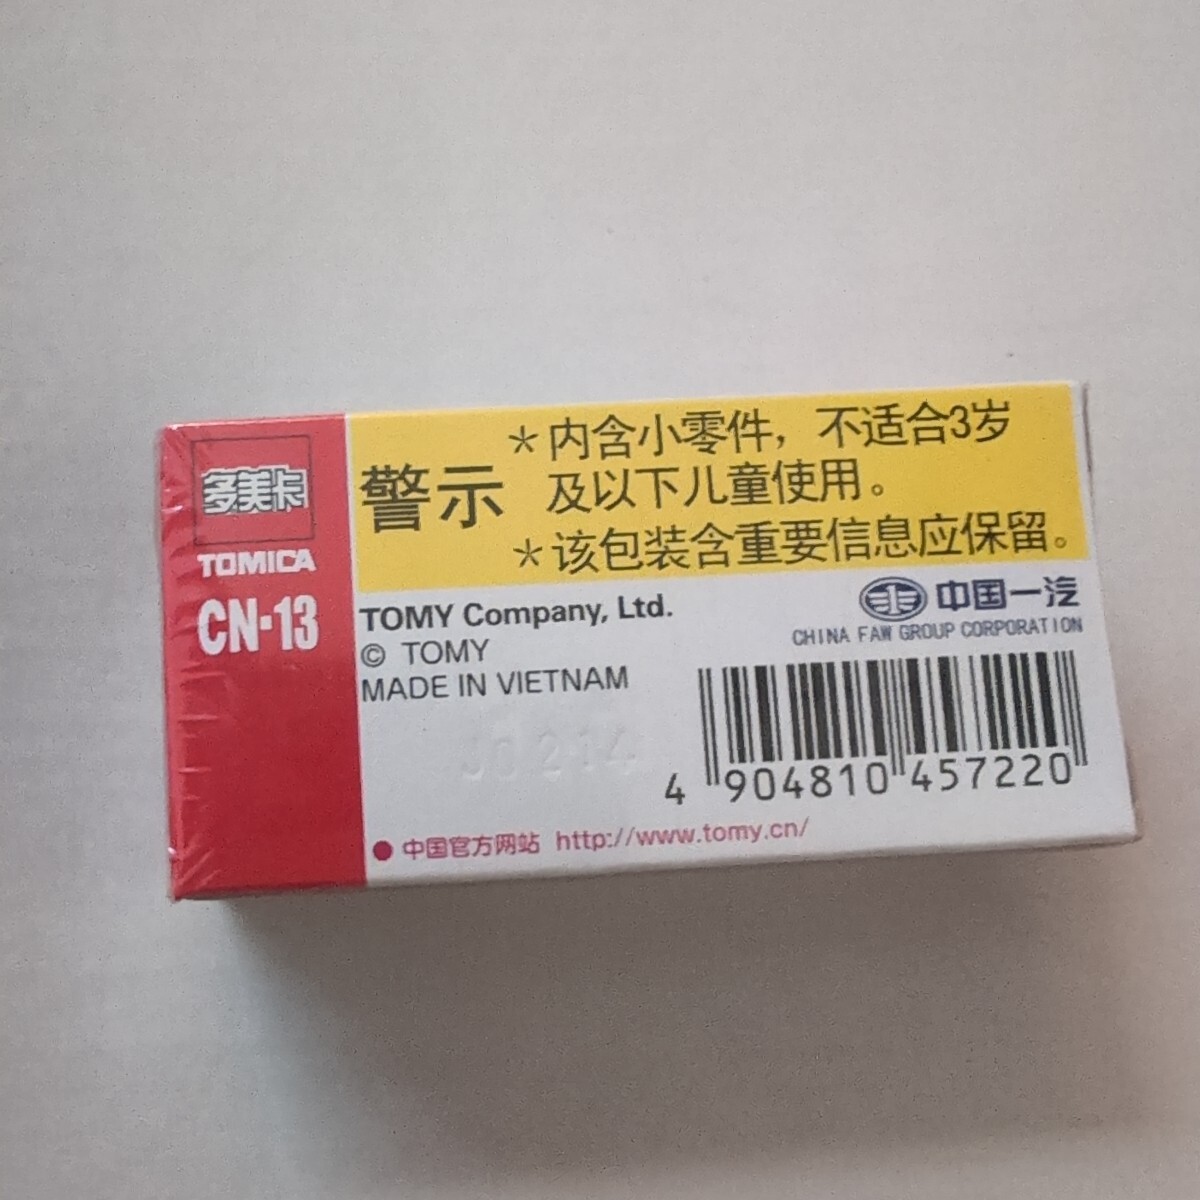 多美卡
TOMICA
CN-13
警示
*内含小零件，不适合3岁
及以下儿童使用。
*该包装含重要信息应保留。
TOMY Company, Ltd.
© TOMY
MADE IN VIETNAM
中国一汽
CHINA FAW GROUP CORPORATION
4 904810 457220
● 中国官方网站 http://www.tomy.cn/